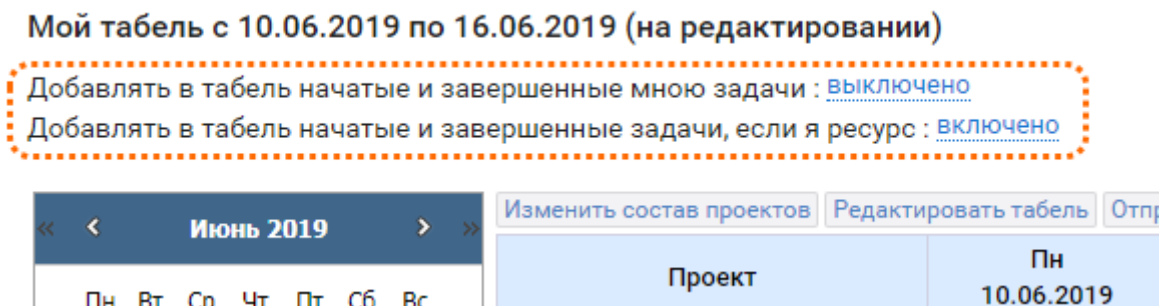 Мой табель с 10.06.2019 по 16.06.2019 (на редактировании)
Добавлять в табель начатые и завершенные мною задачи : выключено
Добавлять в табель начатые и завершенные задачи, если я ресурс : включено
« < Июнь 2019 > »
Пн Вт Ср Чт Пт Сб Вс
Изменить состав проектов Редактировать табель
Проект Пн
10.06.2019